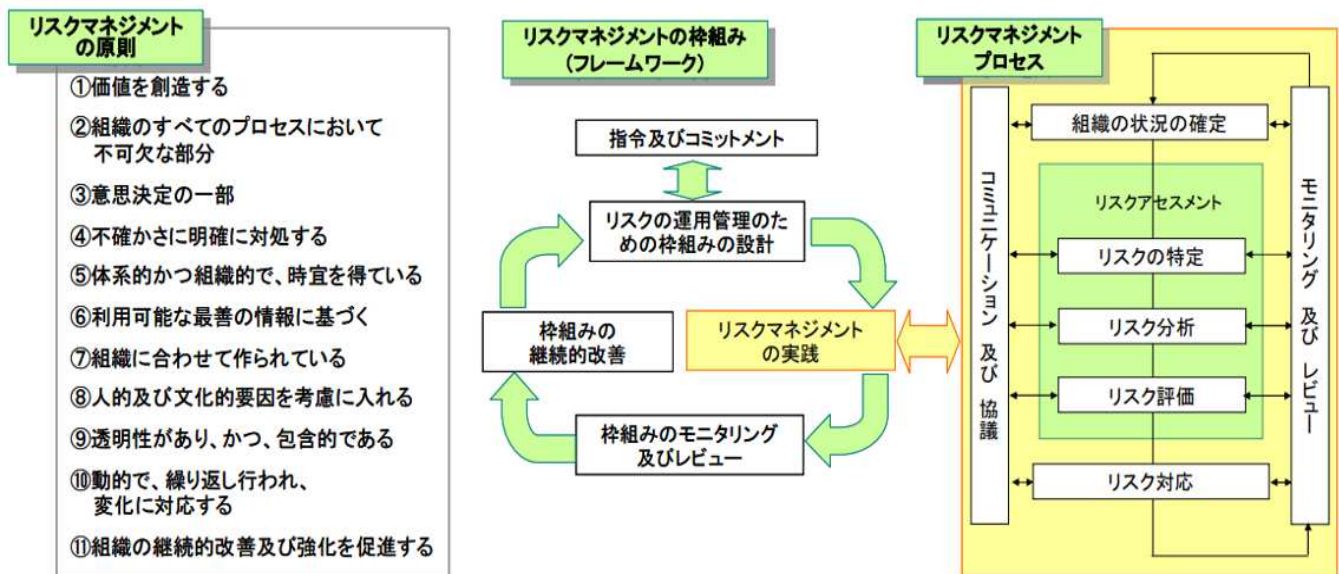 リスクマネジメント
の原則
①価値を創造する
②組織のすべてのプロセスにおいて
不可欠な部分
③意思決定の一部
④不確かさに明確に対処する
⑤体系的かつ組織的で、時宜を得ている
⑥利用可能な最善の情報に基づく
⑦組織に合わせて作られている
⑧人的及び文化的要因を考慮に入れる
⑨透明性があり、かつ、包含的である
⑩動的で、繰り返し行われ、
変化に対応する
⑪組織の継続的改善及び強化を促進する
リスクマネジメントの枠組み
(フレームワーク)
指令及びコミットメント
リスクの運用管理のた
めの枠組みの設計
リスクマネジメント
の実践
枠組みのモニタリング
及びレビュー
枠組みの
継続的改善
リスクマネジメント
プロセス
コミュニケーション 及び 協議
組織の状況の確定
リスクアセスメント
リスクの特定
リスク分析
リスク評価
リスク対応
モニタリング 及び レビュー